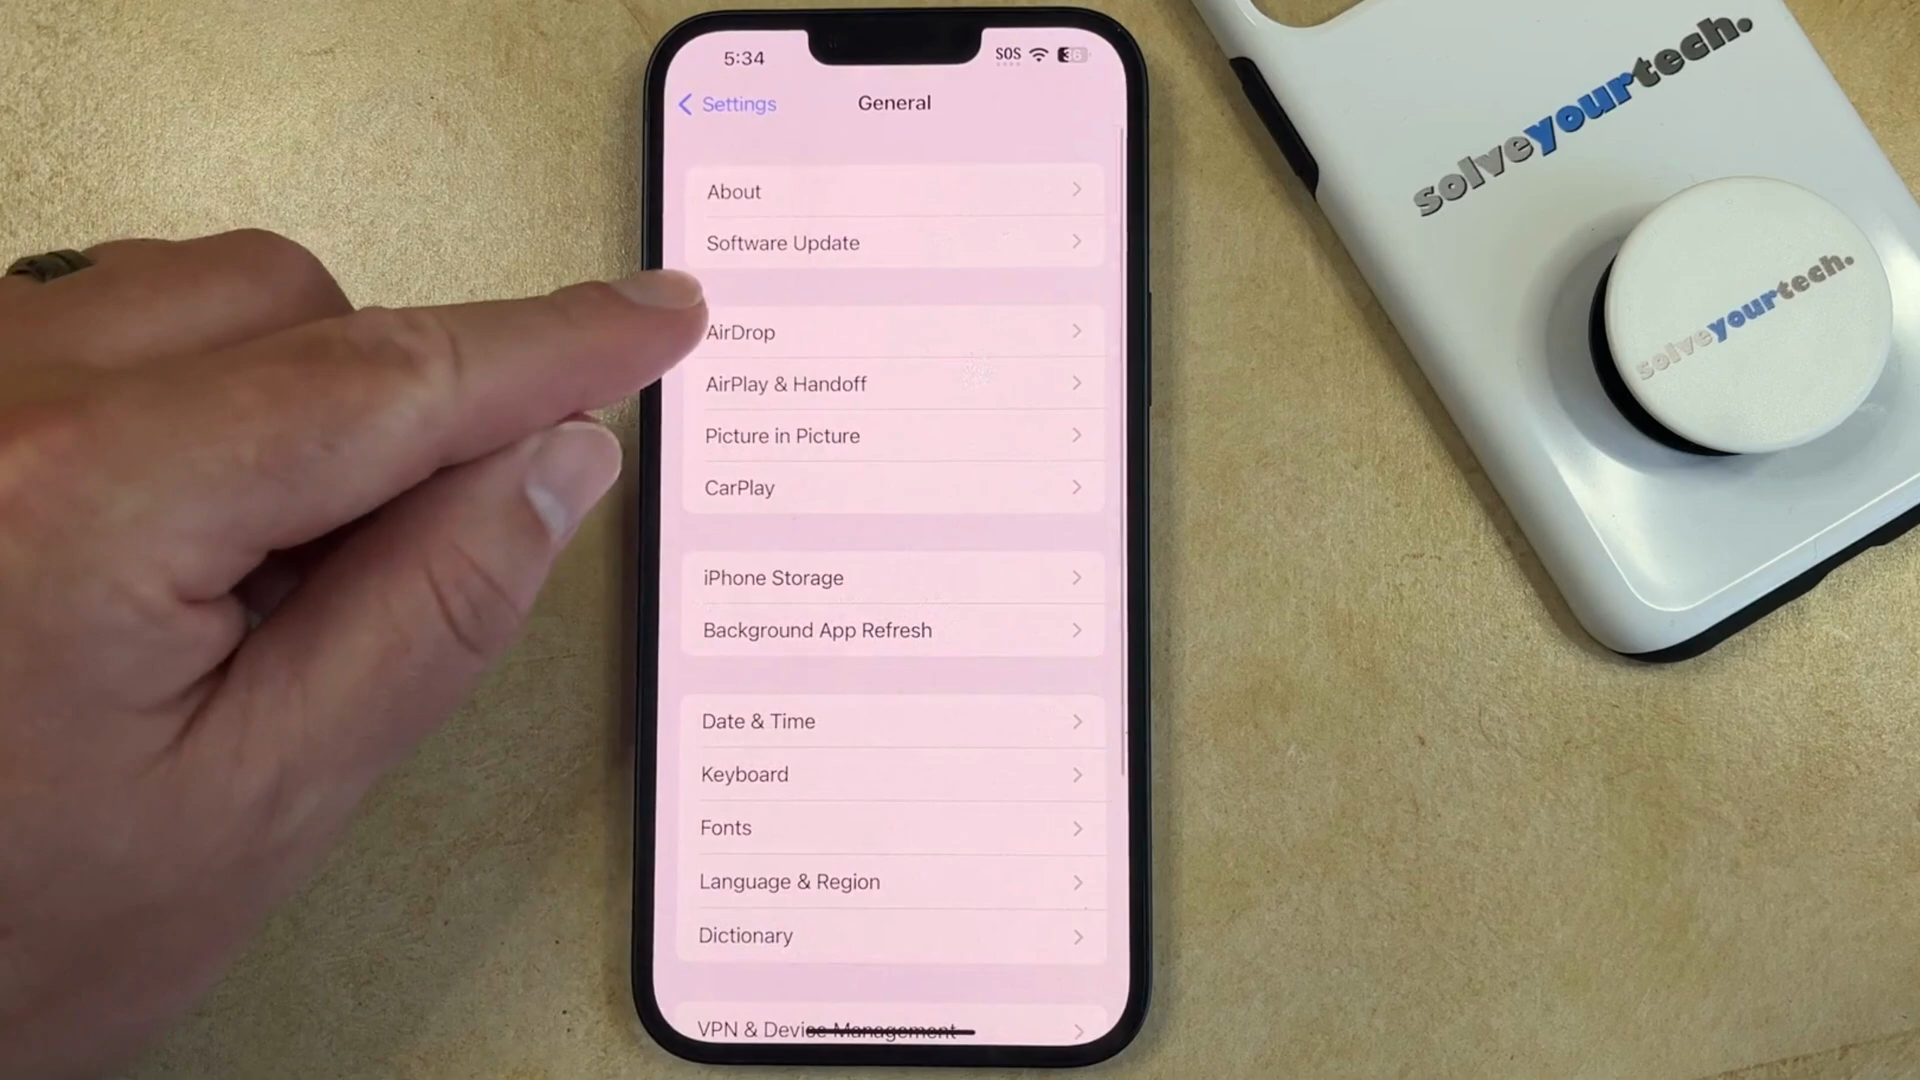 5:34
SOS
36
Settings
General
About
Software Update
AirDrop
AirPlay & Handoff
Picture in Picture
CarPlay
iPhone Storage
Background App Refresh
Date & Time
Keyboard
Fonts
Language & Region
Dictionary
VPN & Device Management
solveyourtech.
solveyourtech.